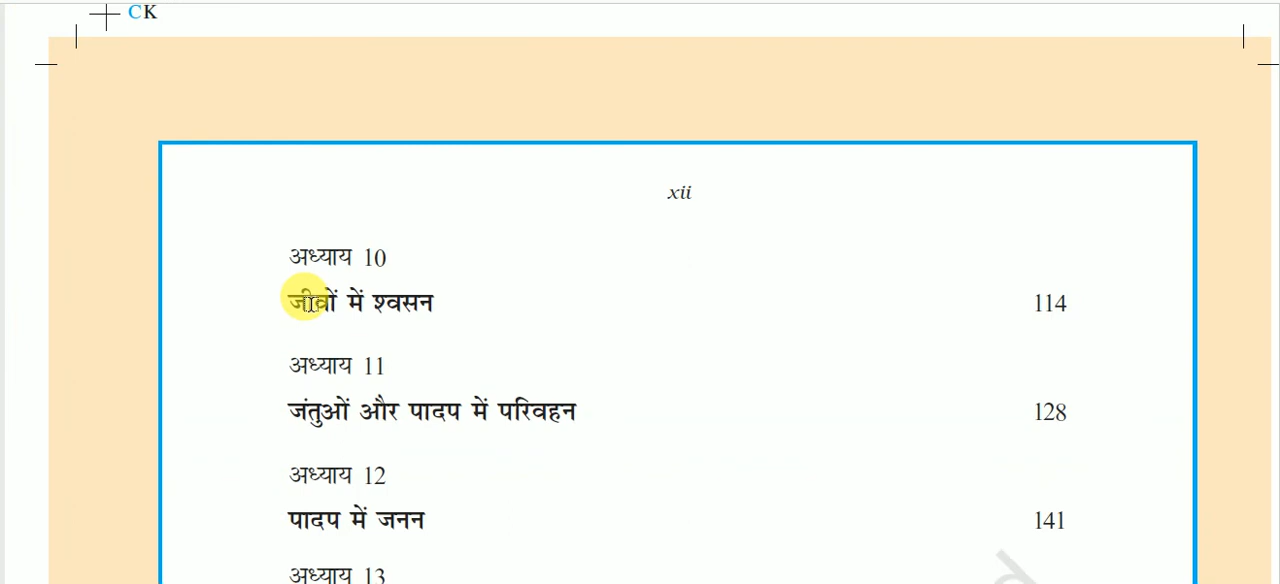 CK
xii
अध्याय 10
जीवों में श्वसन 114
अध्याय 11
जंतुओं और पादप में परिवहन 128
अध्याय 12
पादप में जनन 141
अध्याय 13